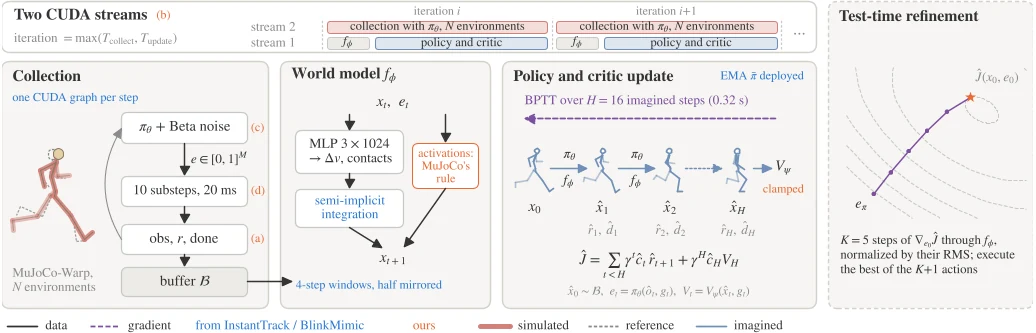 Two CUDA streams (b)
iteration = max(T_collect, T_update)
iteration i
iteration i+1
stream 2
collection with π_θ, N environments
collection with π_θ, N environments
stream 1
f_ϕ
policy and critic
f_ϕ
policy and critic
...
Collection
one CUDA graph per step
π_θ + Beta noise
(c)
e ∈ [0, 1]^M
10 substeps, 20 ms
(d)
obs, r, done
(a)
buffer ℬ
MuJoCo-Warp,
N environments
World model f_ϕ
x_t, e_t
MLP 3 × 1024
→ Δv, contacts
activations:
MuJoCo's
rule
semi-implicit
integration
x_{t+1}
4-step windows, half mirrored
Policy and critic update
EMA π̄ deployed
BPTT over H = 16 imagined steps (0.32 s)
π_θ
f_ϕ
π_θ
f_ϕ
V_ψ
clamped
x_0
x̂_1
x̂_2
x̂_H
r̂_1, d̂_1
r̂_2, d̂_2
r̂_H, d̂_H
Ĵ = ∑_{t<H} γ^t ĉ_t r̂_{t+1} + γ^H ĉ_H V_H
x̂_0 ~ ℬ, e_t = π_θ(ô_t, g_t), V_t = V_ψ(x̂_t, g_t)
Test-time refinement
Ĵ(x_0, e_0)
e_π
K = 5 steps of ∇_{e_0} Ĵ through f_ϕ,
normalized by their RMS; execute
the best of the K+1 actions
data
gradient
from InstantTrack / BlinkMimic
ours
simulated
reference
imagined